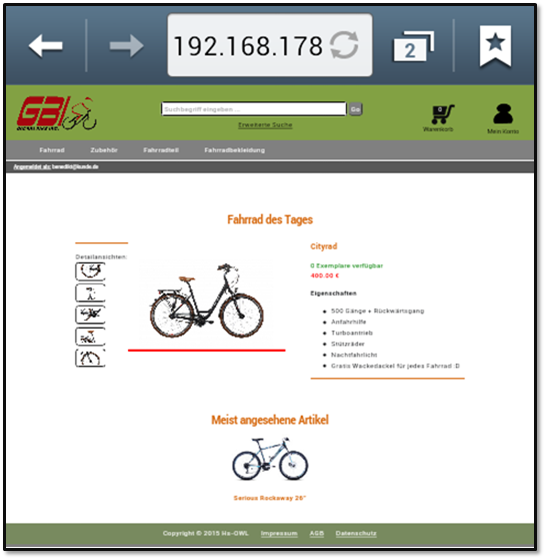 192.168.178
2
GBI
Suchbegriff eingeben ...
Go
Erweiterte Suche
0
Warenkorb
Mein Konto
Fahrrad
Zubehör
Fahrradteil
Fahrradbekleidung
Angemeldet als: benedikt@kunde.de
Fahrrad des Tages
Detailansichten:
Cityrad
0 Exemplare verfügbar
400.00 €
Eigenschaften
500 Gänge + Rückwärtsgang
Anfahrhilfe
Turboantrieb
Stützräder
Nachtfahrlicht
Gratis Wackedackel für jedes Fahrrad :D
Meist angesehene Artikel
Serious Rockaway 26"
Copyright © 2015 Hs-OWL Impressum AGB Datenschutz